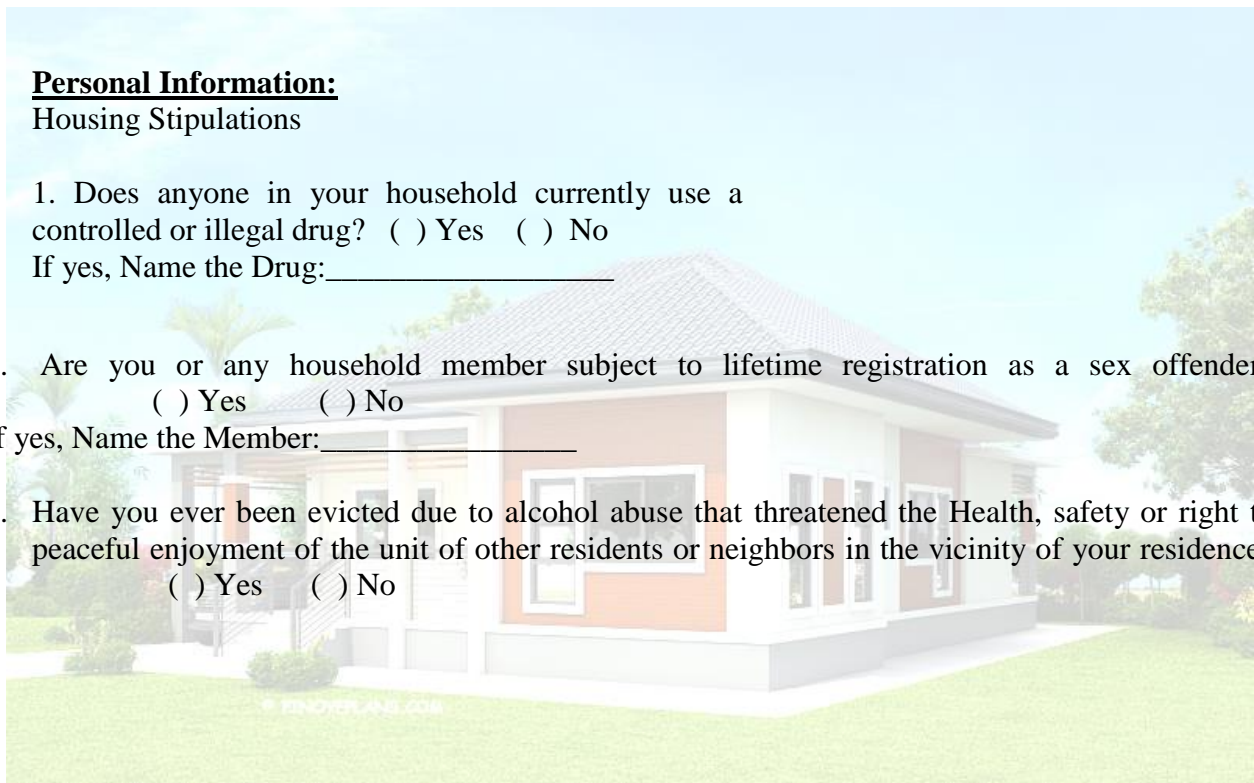 Personal Information:
Housing Stipulations
1. Does anyone in your household currently use a
controlled or illegal drug? ( ) Yes ( ) No
If yes, Name the Drug:__________________
. Are you or any household member subject to lifetime registration as a sex offender
( ) Yes ( ) No
f yes, Name the Member:________________
. Have you ever been evicted due to alcohol abuse that threatened the Health, safety or right t
peaceful enjoyment of the unit of other residents or neighbors in the vicinity of your residence
( ) Yes ( ) No